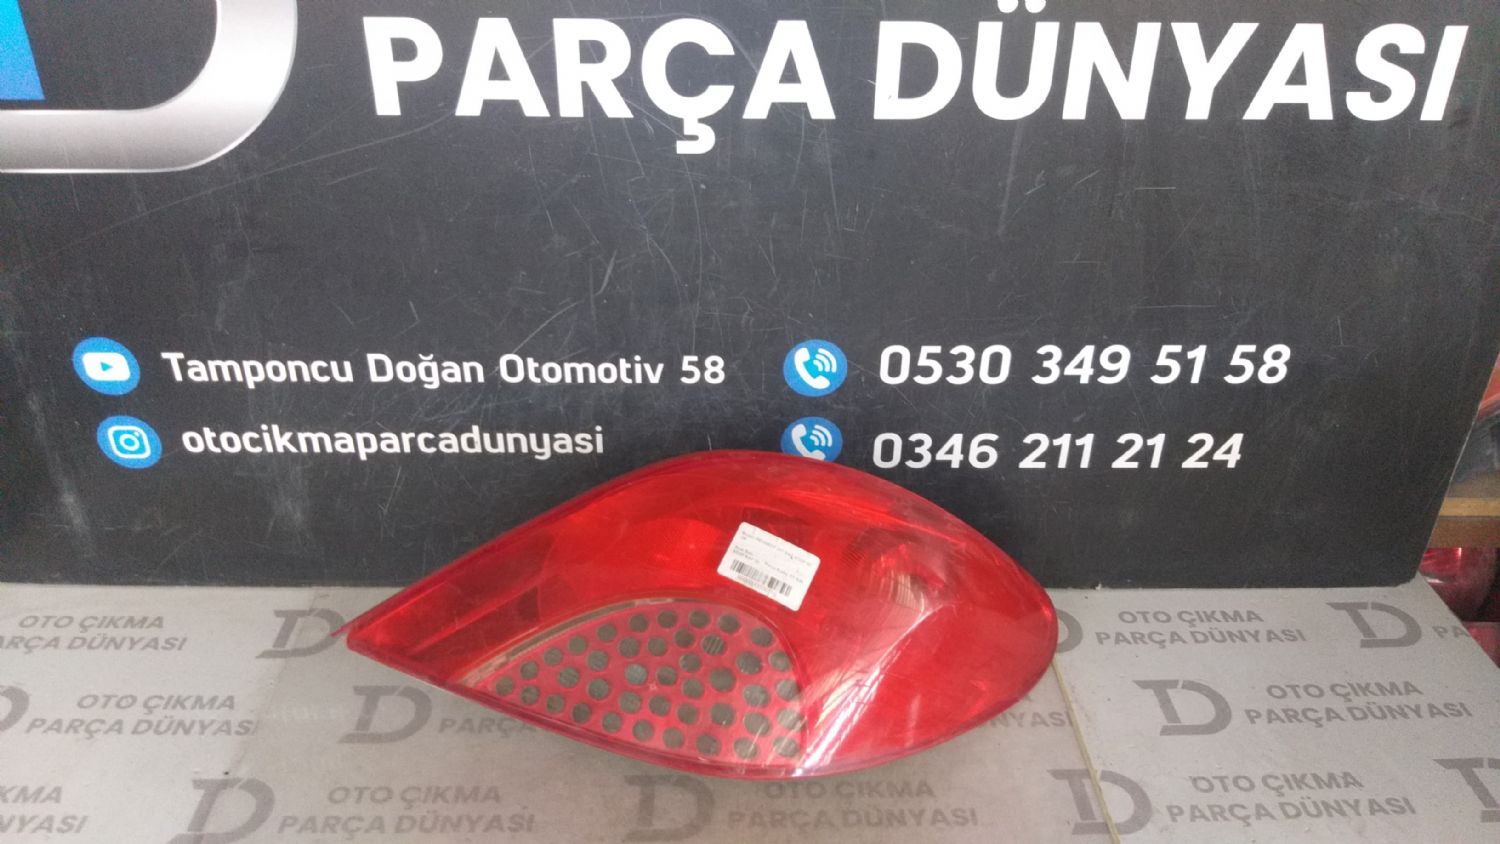 PARÇA DÜNYASI
Tamponcu Doğan Otomotiv 58
0530 349 51 58
otocikmaparcadunyasi
0346 211 21 24
OTO ÇIKMA
PARÇA DÜNYASI
OTO ÇIKMA
PARÇA DÜNYASI
OTO ÇIKMA
PARÇA DÜNYASI
OTO ÇIKMA
PARÇA DÜNYASI
OTO ÇIKMA
PARÇA DÜNYASI
OTO ÇIKMA
PARÇA DÜNYASI